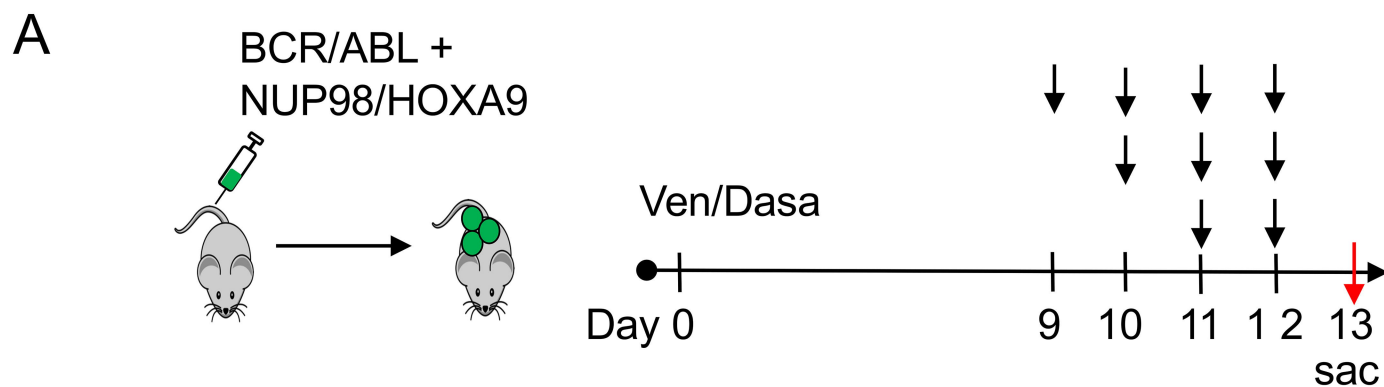 A
BCR/ABL +
NUP98/HOXA9
Ven/Dasa
Day 0 9 10 11 1 2 13
sac